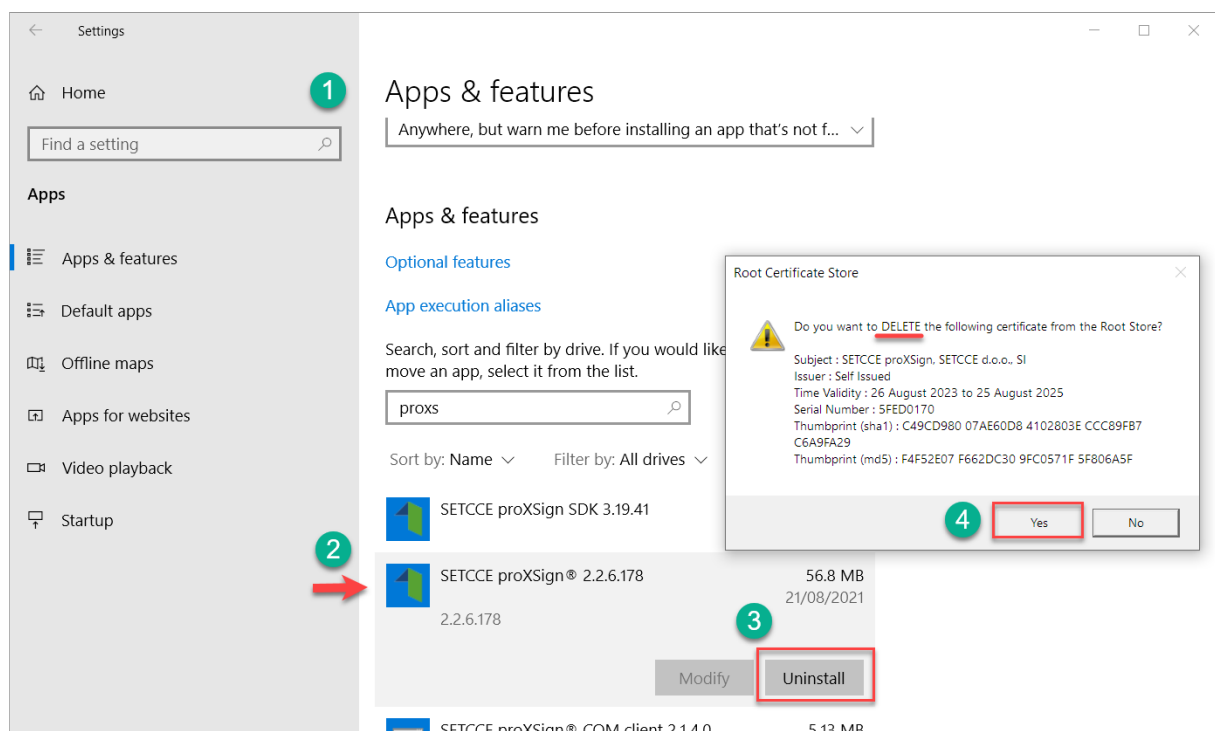 Settings
Home
1
Find a setting
Apps
Apps & features
Default apps
Offline maps
Apps for websites
Video playback
Startup
Apps & features
Anywhere, but warn me before installing an app that's not f...
Apps & features
Optional features
App execution aliases
Search, sort and filter by drive. If you would like
move an app, select it from the list.
proxs
Sort by: Name
Filter by: All drives
SETCCE proXSign SDK 3.19.41
2
SETCCE proXSign® 2.2.6.178
56.8 MB
21/08/2021
2.2.6.178
3
Modify
Uninstall
SETCCE proXSign® COM client 2.1.4.0
5.13 MB
Root Certificate Store
Do you want to DELETE the following certificate from the Root Store?
Subject : SETCCE proXSign, SETCCE d.o.o., SI
Issuer : Self Issued
Time Validity : 26 August 2023 to 25 August 2025
Serial Number : 5FED0170
Thumbprint (sha1) : C49CD980 07AE60D8 4102803E CCC89FB7
C6A9FA29
Thumbprint (md5) : F4F52E07 F662DC30 9FC0571F 5F806A5F
4
Yes
No